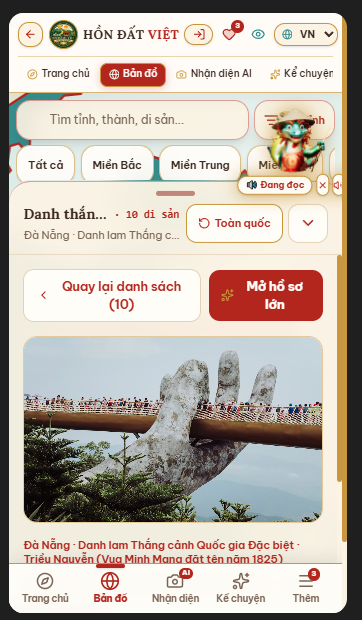 HỒN ĐẤT VIỆT
3
VN
Trang chủ
Bản đồ
Nhận diện AI
Kể chuyện
Tìm tỉnh, thành, di sản...
Tất cả
Miền Bắc
Miền Trung
Đang đọc
Danh thắn... · 10 di sản
Đà Nẵng · Danh lam Thắng c...
Toàn quốc
Quay lại danh sách (10)
Mở hồ sơ lớn
Đà Nẵng · Danh lam Thắng cảnh Quốc gia Đặc biệt ·
Triều Nguyễn (Vua Minh Mạng đặt tên năm 1825)
AI
3
Trang chủ
Bản đồ
Nhận diện
Kể chuyện
Thêm